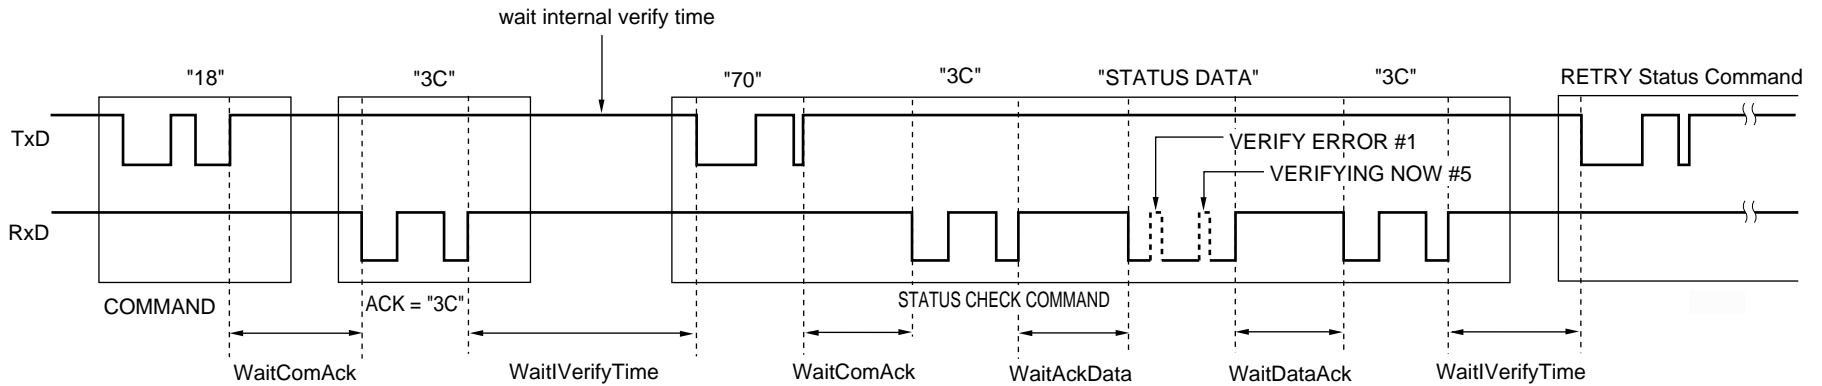 wait internal verify time
"18"
"3C"
"70"
"3C"
"STATUS DATA"
"3C"
RETRY Status Command
TxD
VERIFY ERROR #1
VERIFYING NOW #5
RxD
COMMAND
ACK = "3C"
STATUS CHECK COMMAND
WaitComAck
WaitIVerifyTime
WaitComAck
WaitAckData
WaitDataAck
WaitIVerifyTime